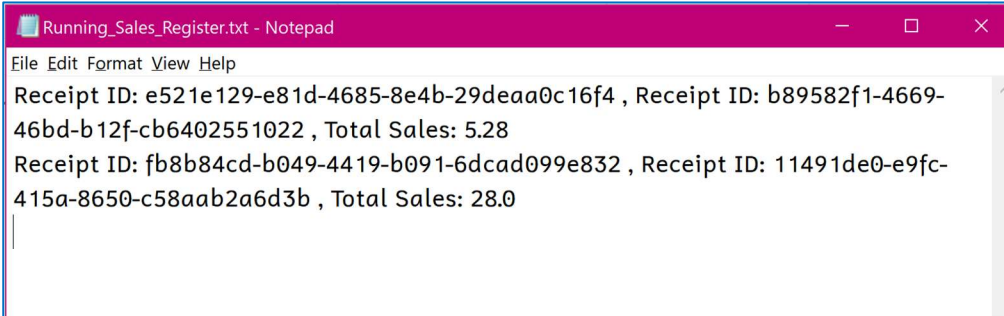 Running_Sales_Register.txt - Notepad
File Edit Format View Help
Receipt ID: e521e129-e81d-4685-8e4b-29deaa0c16f4 , Receipt ID: b89582f1-4669-
46bd-b12f-cb6402551022 , Total Sales: 5.28
Receipt ID: fb8b84cd-b049-4419-b091-6dcad099e832 , Receipt ID: 11491de0-e9fc-
415a-8650-c58aab2a6d3b , Total Sales: 28.0